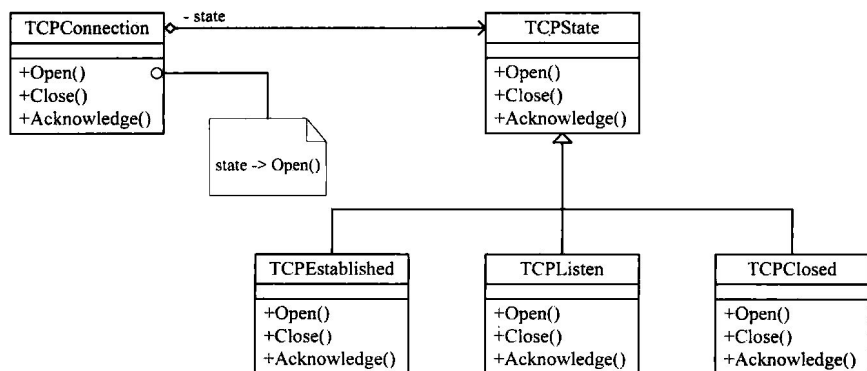 TCPConnection
- state
TCPState
+Open()
+Close()
+Acknowledge()
+Open()
+Close()
+Acknowledge()
state -> Open()
TCPEstablished
TCPListen
TCPClosed
+Open()
+Close()
+Acknowledge()
+Open()
+Close()
+Acknowledge()
+Open()
+Close()
+Acknowledge()